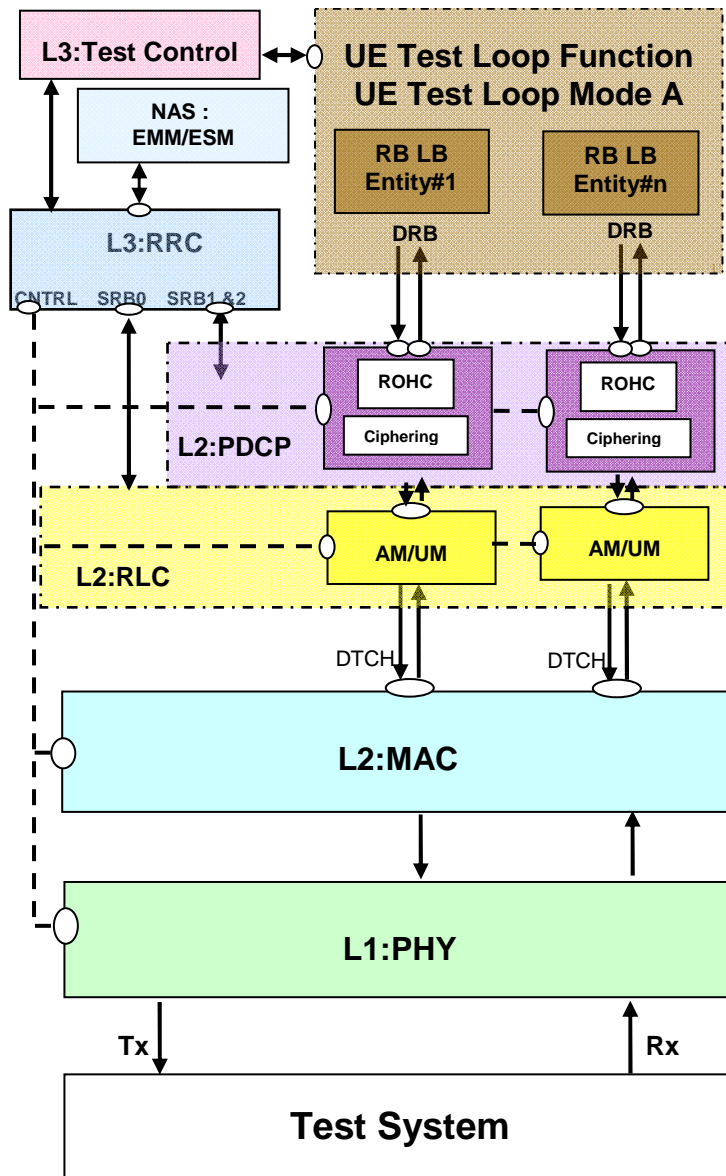 L3:Test Control
UE Test Loop Function
UE Test Loop Mode A
NAS :
EMM/ESM
RB LB
Entity#1
RB LB
Entity#n
DRB
DRB
L3:RRC
CNTRL
SRB0
SRB1 &2
ROHC
Ciphering
ROHC
Ciphering
L2:PDCP
AM/UM
AM/UM
L2:RLC
DTCH
DTCH
L2:MAC
L1:PHY
Tx
Rx
Test System